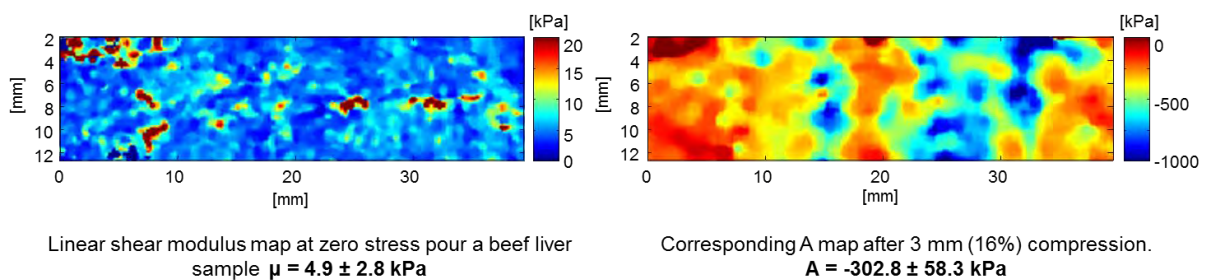 [kPa]
2
4
6
8
10
12
[mm]
0
10
20
30
[mm]
20
15
10
5
0
Linear shear modulus map at zero stress pour a beef liver
sample μ = 4.9 ± 2.8 kPa
[kPa]
2
4
6
8
10
12
[mm]
0
10
20
30
[mm]
0
-500
-1000
Corresponding A map after 3 mm (16%) compression.
A = -302.8 ± 58.3 kPa